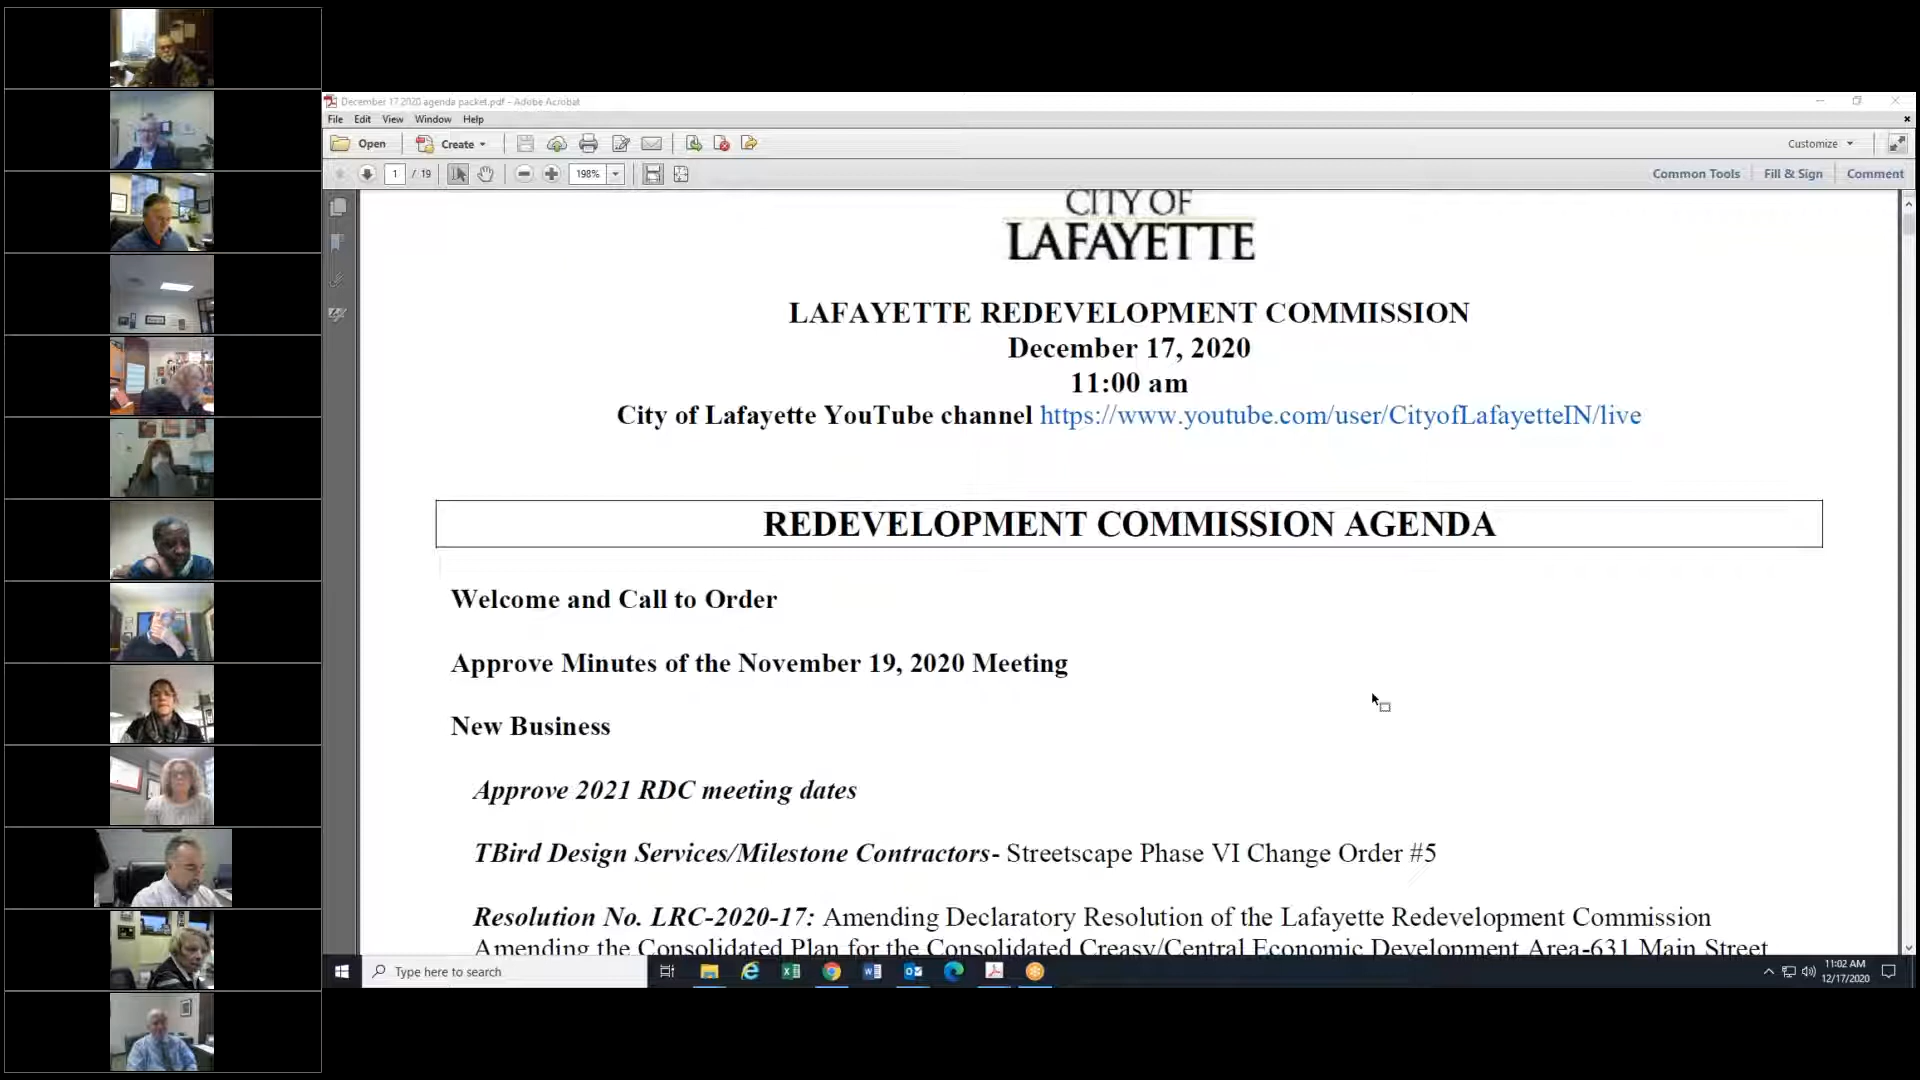 December 17 2020 agenda packet.pdf - Adobe Acrobat
File Edit View Window Help
Open Create Customize
1 / 19 198% Common Tools Fill & Sign Comment
CITY OF
LAFAYETTE
LAFAYETTE REDEVELOPMENT COMMISSION
December 17, 2020
11:00 am
City of Lafayette YouTube channel https://www.youtube.com/user/CityofLafayetteIN/live
REDEVELOPMENT COMMISSION AGENDA
Welcome and Call to Order
Approve Minutes of the November 19, 2020 Meeting
New Business
Approve 2021 RDC meeting dates
TBird Design Services/Milestone Contractors- Streetscape Phase VI Change Order #5
Resolution No. LRC-2020-17: Amending Declaratory Resolution of the Lafayette Redevelopment Commission
Amending the Consolidated Plan for the Consolidated Creasy/Central Economic Development Area-631 Main Street
Type here to search
11:02 AM
12/17/2020